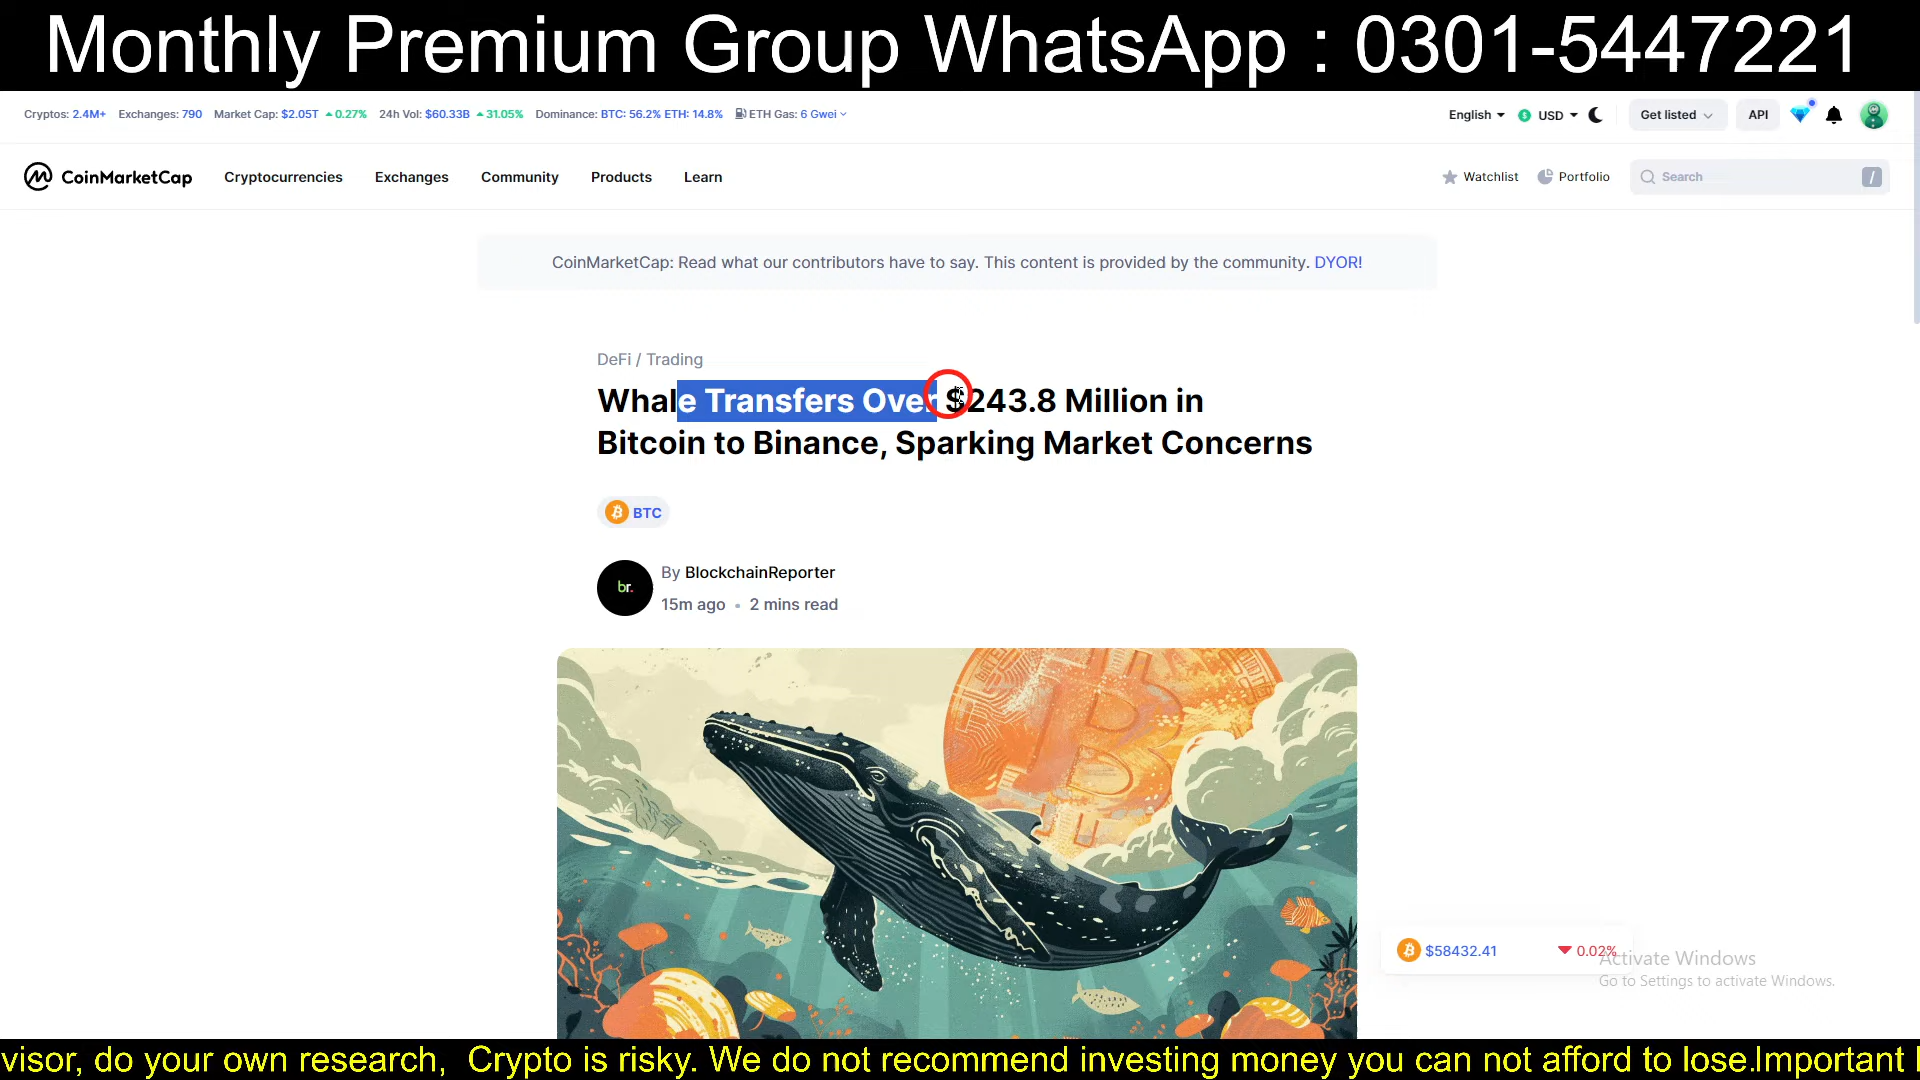 Monthly Premium Group WhatsApp : 0301-5447221
Cryptos: 2.4M+ Exchanges: 790 Market Cap: $2.05T 0.27% 24h Vol: $60.33B 31.05% Dominance: BTC: 56.2% ETH: 14.8% ETH Gas: 6 Gwei
English USD Get listed API
CoinMarketCap Cryptocurrencies Exchanges Community Products Learn Watchlist Portfolio Search /
CoinMarketCap: Read what our contributors have to say. This content is provided by the community. DYOR!
DeFi / Trading
Whale Transfers Over $243.8 Million in
Bitcoin to Binance, Sparking Market Concerns
BTC
br.
By BlockchainReporter
15m ago • 2 mins read
$58432.41 0.02%
Activate Windows
Go to Settings to activate Windows.
visor, do your own research, Crypto is risky. We do not recommend investing money you can not afford to lose.Important